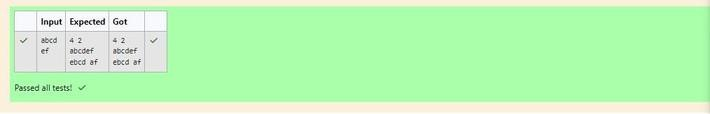 Input Expected Got
abcd 4 2 4 2
ef abcdef abcdef
ebcd af ebcd af
Passed all tests!